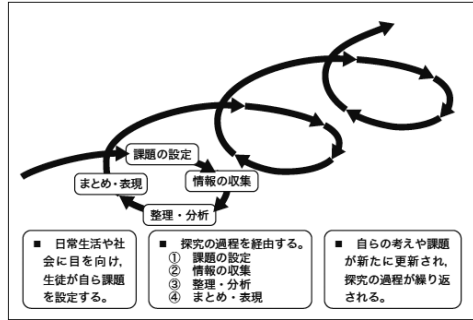 課題の設定
情報の収集
まとめ・表現
整理・分析
■ 日常生活や社
会に目を向け,
生徒が自ら課題
を設定する。
■ 探究の過程を経由する。
① 課題の設定
② 情報の収集
③ 整理・分析
④ まとめ・表現
■ 自らの考えや課題
が新たに更新され,
探究の過程が繰り返
される。